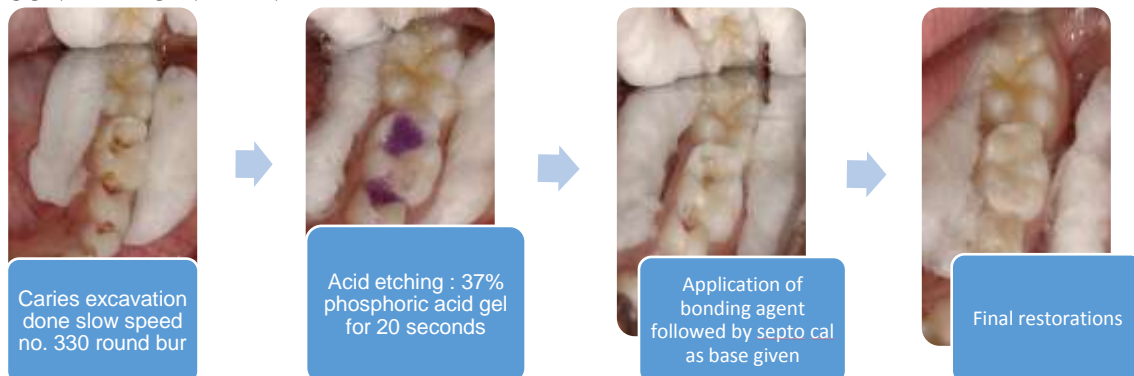 Caries excavation
done slow speed
no. 330 round bur
Acid etching : 37%
phosphoric acid gel
for 20 seconds
Application of
bonding agent
followed by septo cal
as base given
Final restorations